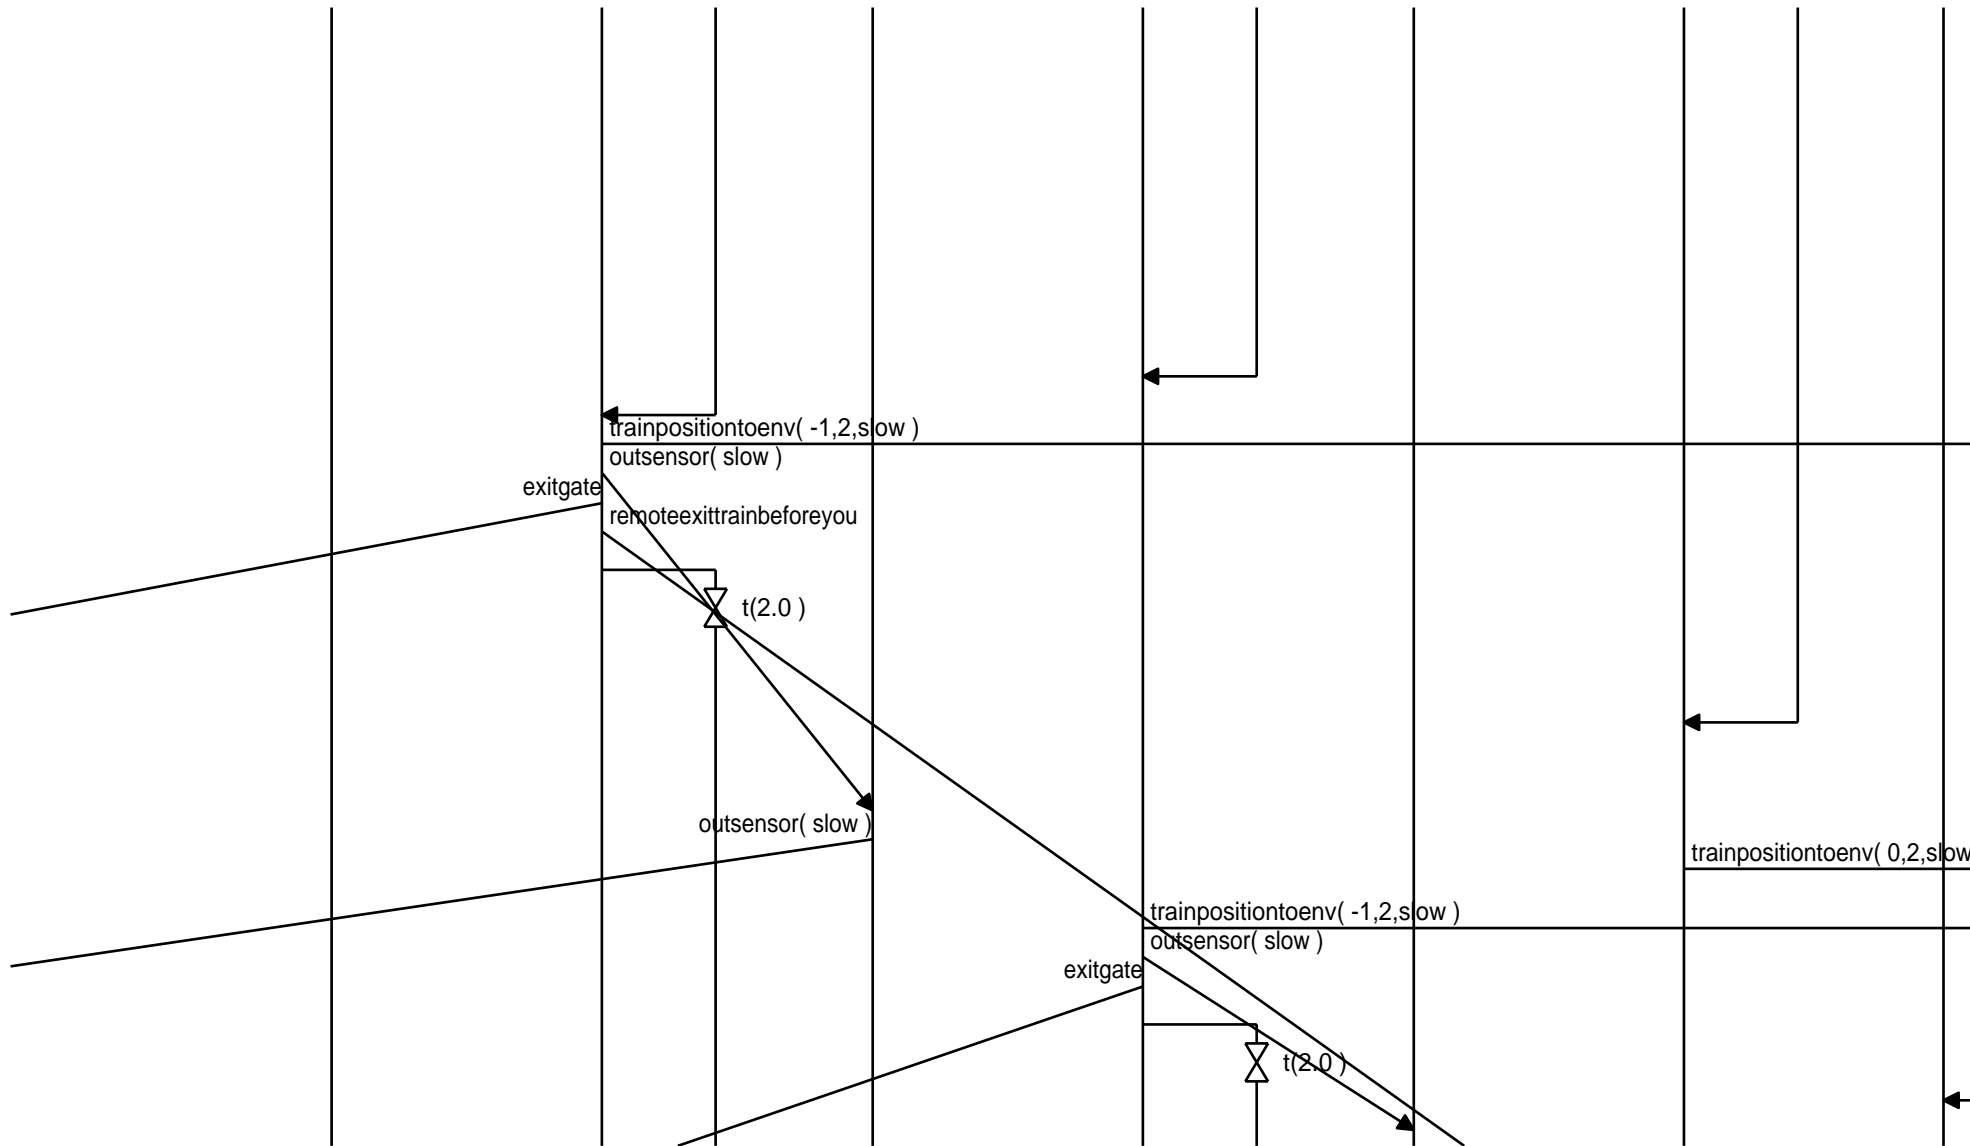 trainpositiontoenv( -1,2,slow )
outsensor( slow )
exitgate
remoteexittrainbeforeyou
t(2.0 )
outsensor( slow )
trainpositiontoenv( 0,2,slow
trainpositiontoenv( -1,2,slow )
outsensor( slow )
exitgate
t(2.0 )